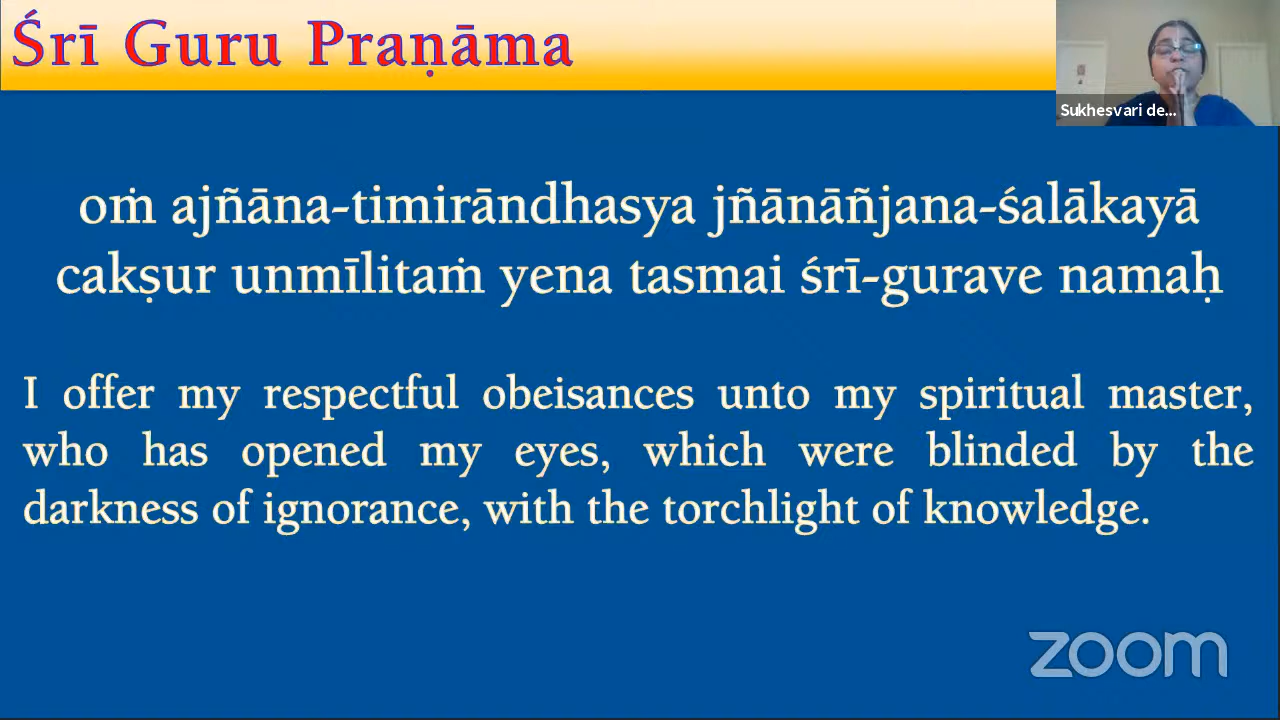 Śrī Guru Praṇāma
Sukhesvari de...
oṁ ajñāna-timirāndhasya jñānāñjana-śalākayā
cakṣur unmīlitaṁ yena tasmai śrī-gurave namaḥ
I offer my respectful obeisances unto my spiritual master,
who has opened my eyes, which were blinded by the
darkness of ignorance, with the torchlight of knowledge.
zoom